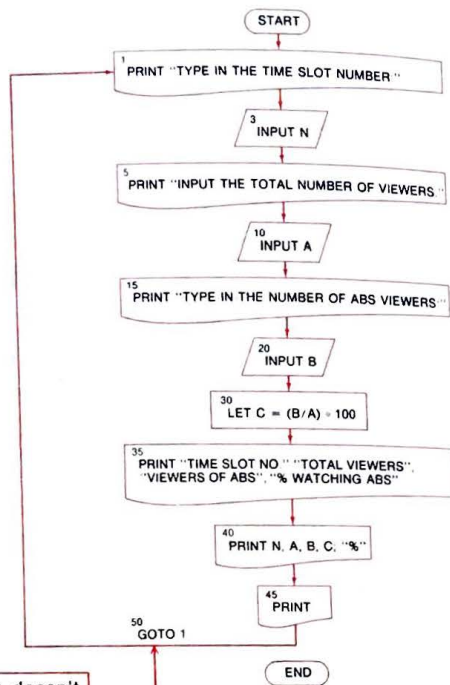 START
1
PRINT "TYPE IN THE TIME SLOT NUMBER"
3
INPUT N
5
PRINT "INPUT THE TOTAL NUMBER OF VIEWERS."
10
INPUT A
15
PRINT "TYPE IN THE NUMBER OF ABS VIEWERS"
20
INPUT B
30
LET C = (B/A) * 100
35
PRINT "TIME SLOT NO." "TOTAL VIEWERS",
"VIEWERS OF ABS", "% WATCHING ABS"
40
PRINT N, A, B, C, "%"
45
PRINT
50
GOTO 1
END
doesn't